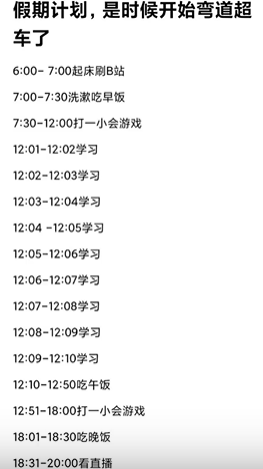 假期计划，是时候开始弯道超
车了
6:00- 7:00起床刷B站
7:00-7:30洗漱吃早饭
7:30-12:00打一小会游戏
12:01-12:02学习
12:02-12:03学习
12:03-12:04学习
12:04 -12:05学习
12:05-12:06学习
12:06-12:07学习
12:07-12:08学习
12:08-12:09学习
12:09-12:10学习
12:10-12:50吃午饭
12:51-18:00打一小会游戏
18:01-18:30吃晚饭
18:31-20:00看直播